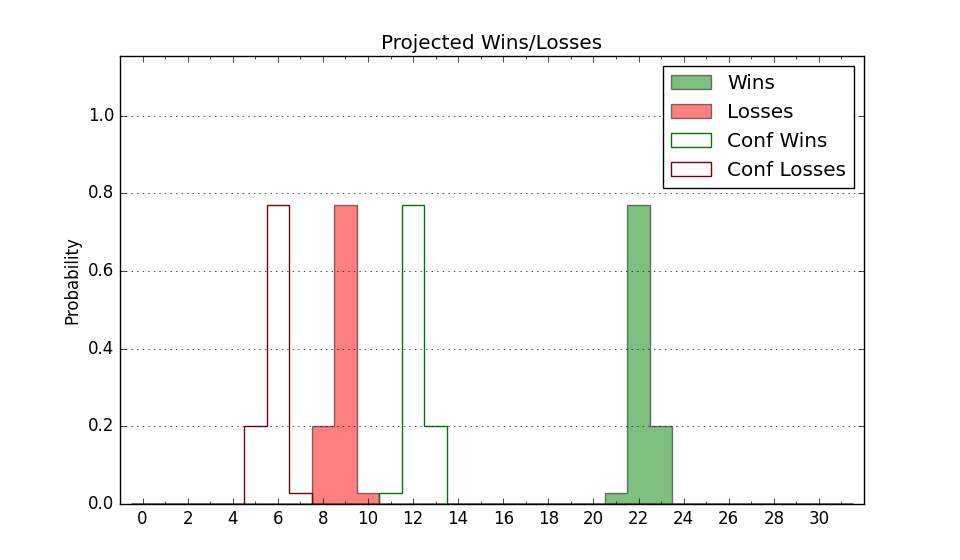 Projected Wins/Losses
Wins
Losses
Conf Wins
Conf Losses
Probability
1.0
0.8
0.6
0.4
0.2
0.0
0 2 4 6 8 10 12 14 16 18 20 22 24 26 28 30